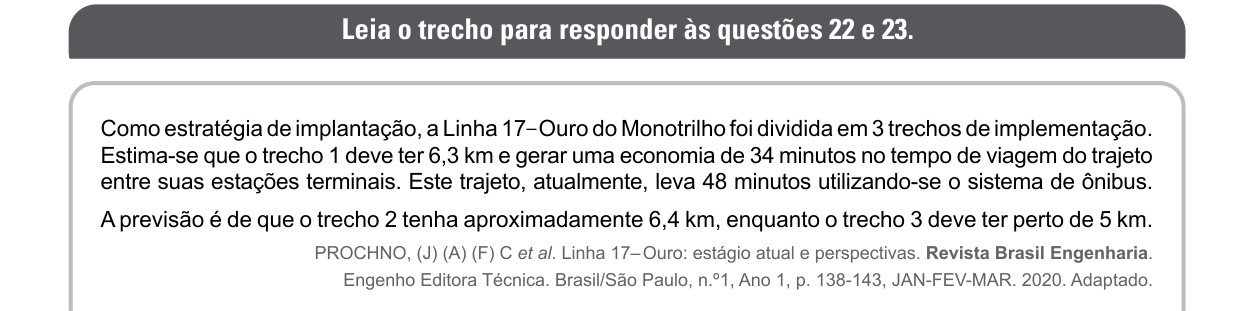 Leia o trecho para responder às questões 22 e 23.
Como estratégia de implantação, a Linha 17–Ouro do Monotrilho foi dividida em 3 trechos de implementação.
Estima-se que o trecho 1 deve ter 6,3 km e gerar uma economia de 34 minutos no tempo de viagem do trajeto
entre suas estações terminais. Este trajeto, atualmente, leva 48 minutos utilizando-se o sistema de ônibus.
A previsão é de que o trecho 2 tenha aproximadamente 6,4 km, enquanto o trecho 3 deve ter perto de 5 km.
PROCHNO, (J) (A) (F) C et al. Linha 17–Ouro: estágio atual e perspectivas. Revista Brasil Engenharia.
Engenho Editora Técnica. Brasil/São Paulo, n.º1, Ano 1, p. 138-143, JAN-FEV-MAR. 2020. Adaptado.